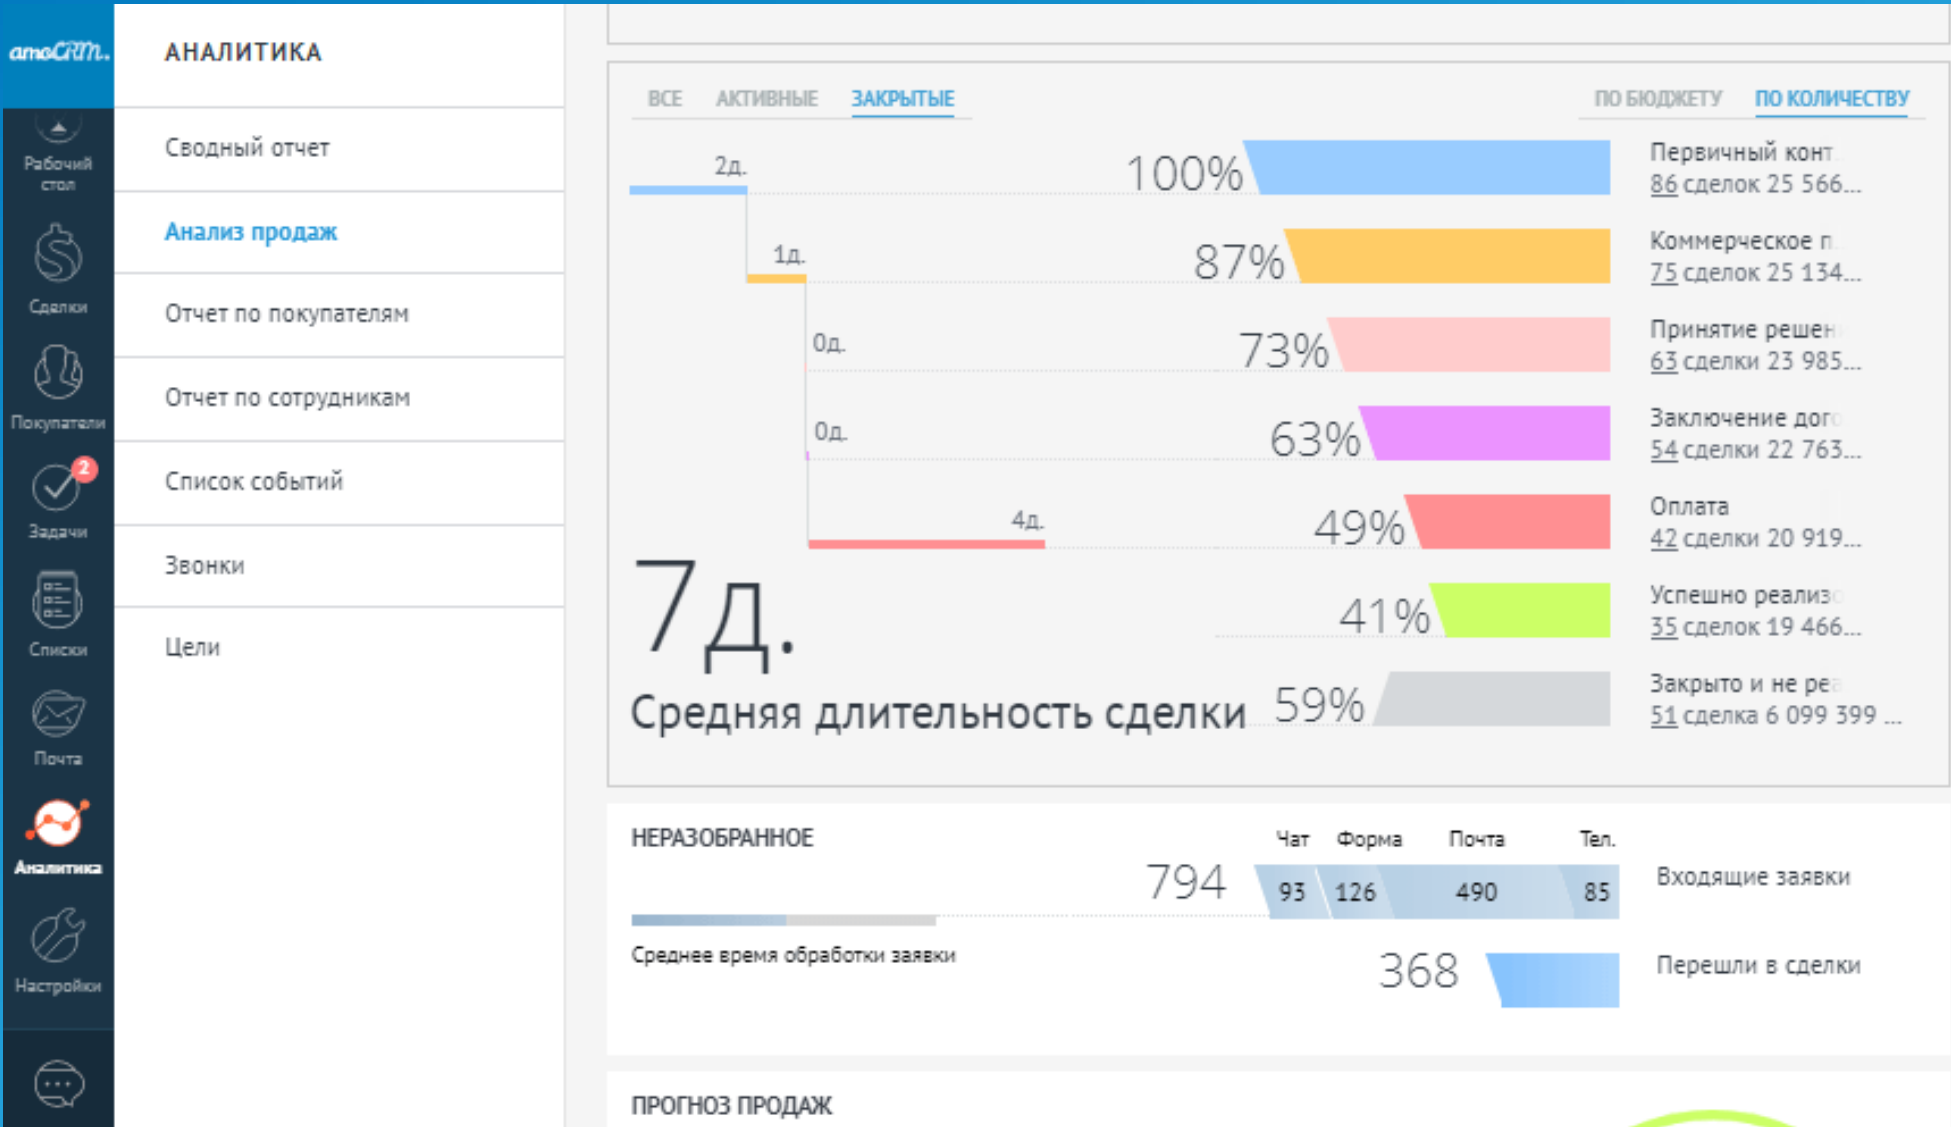 amoCRM.
Рабочий
стол
Сделки
Покупатели
2
Задачи
Списки
Почта
Аналитика
Настройки
АНАЛИТИКА
Сводный отчет
Анализ продаж
Отчет по покупателям
Отчет по сотрудникам
Список событий
Звонки
Цели
ВСЕ АКТИВНЫЕ ЗАКРЫТЫЕ ПО БЮДЖЕТУ ПО КОЛИЧЕСТВУ
2д. 100% Первичный конт
86 сделок 25 566...
1д. 87% Коммерческое п
75 сделок 25 134...
0д. 73% Принятие решен
63 сделки 23 985...
0д. 63% Заключение дого
54 сделки 22 763...
4д. 49% Оплата
42 сделки 20 919...
41% Успешно реализо
35 сделок 19 466...
7д.
Средняя длительность сделки
59% Закрыто и не реа
51 сделка 6 099 399 ...
НЕРАЗОБРАННОЕ Чат Форма Почта Тел.
794 93 126 490 85 Входящие заявки
Среднее время обработки заявки
368 Перешли в сделки
ПРОГНОЗ ПРОДАЖ